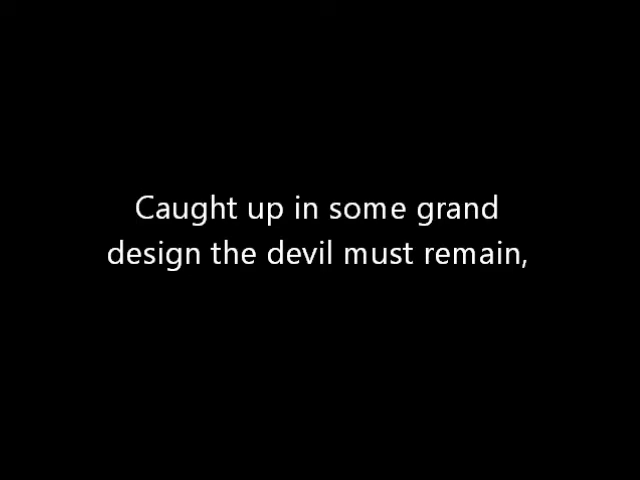 Caught up in some grand
design the devil must remain,